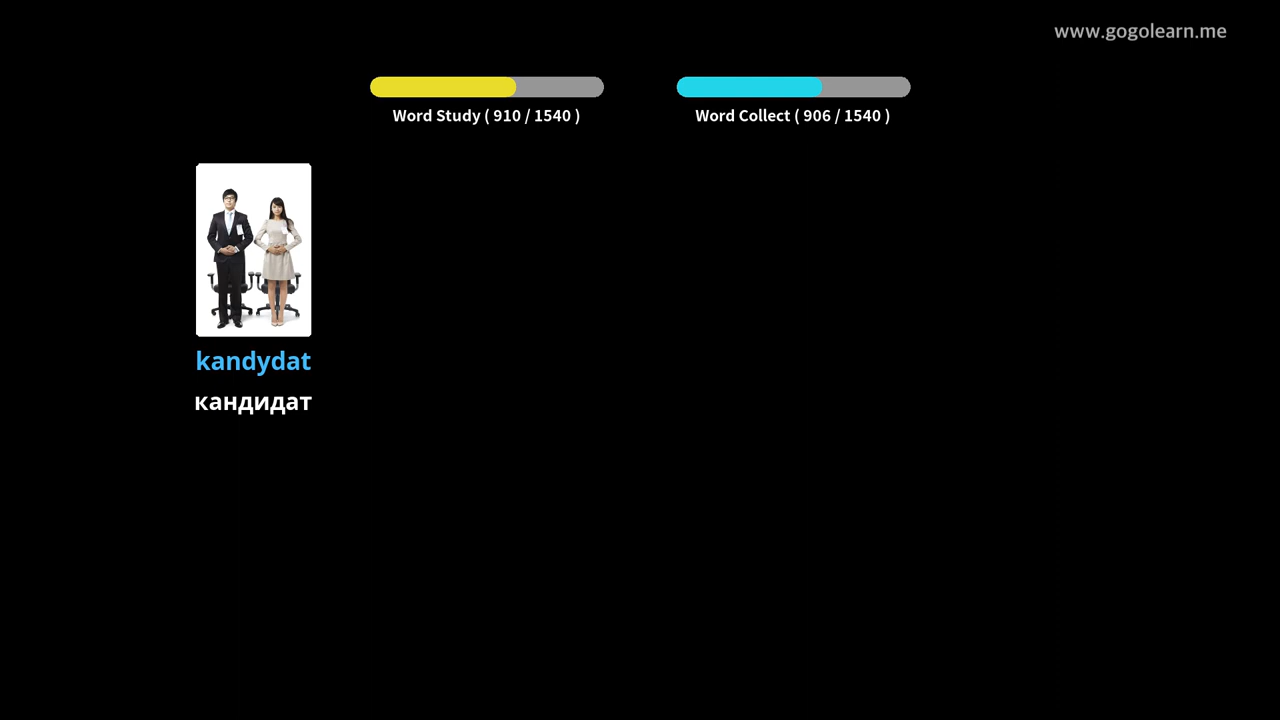 www.gogolearn.me
Word Study ( 910 / 1540 )
Word Collect ( 906 / 1540 )
kandydat
кандидат